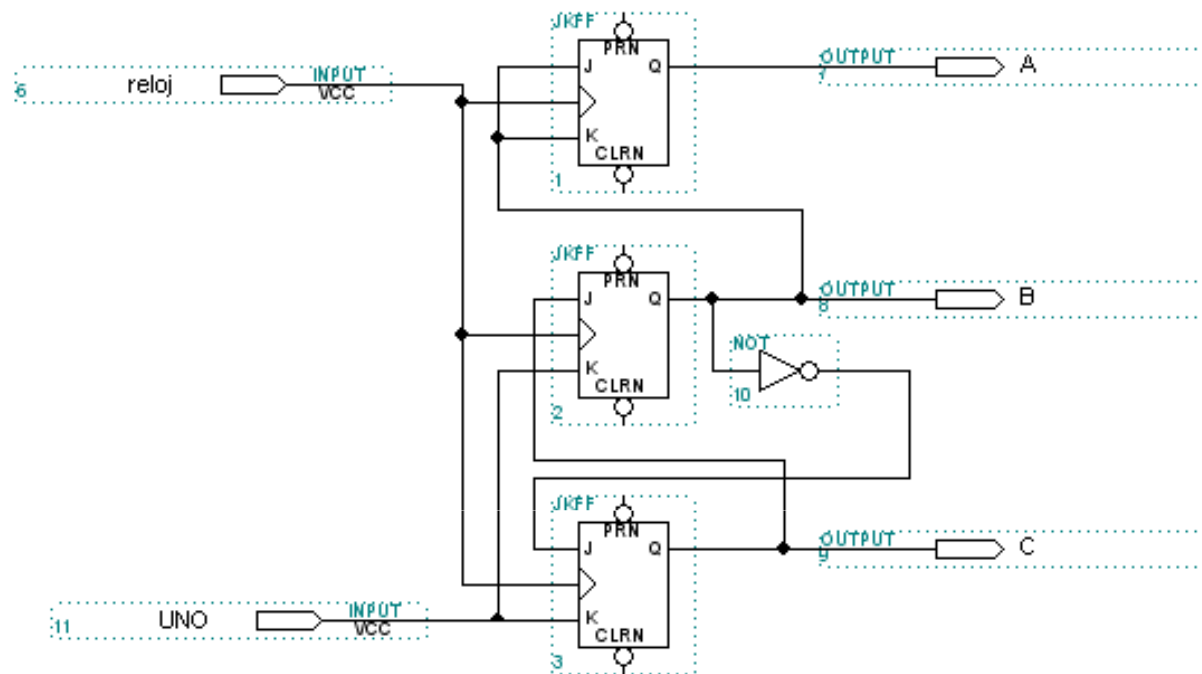 JKFF
PRN
OUTPUT
A
J
Q
7
reloj
INPUT
VCC
6
K
CLRN
1
JKFF
PRN
OUTPUT
B
J
Q
8
NOT
K
10
CLRN
2
JKFF
PRN
OUTPUT
C
J
Q
9
UNO
INPUT
VCC
11
K
CLRN
3